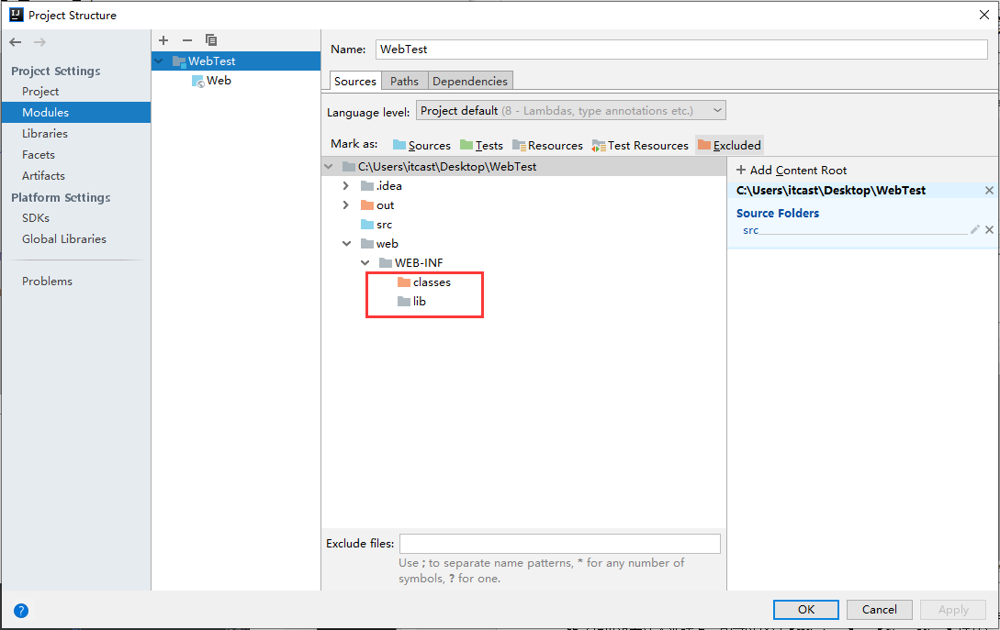 Project Structure
Project Settings
Project
Modules
Libraries
Facets
Artifacts
Platform Settings
SDKs
Global Libraries
Problems
WebTest
Web
Name: WebTest
Sources Paths Dependencies
Language level: Project default (8 - Lambdas, type annotations etc.)
Mark as: Sources Tests Resources Test Resources Excluded
C:\Users\itcast\Desktop\WebTest
.idea
out
src
web
WEB-INF
classes
lib
+ Add Content Root
C:\Users\itcast\Desktop\WebTest
Source Folders
src
Exclude files:
Use ; to separate name patterns, * for any number of
symbols, ? for one.
? OK Cancel Apply